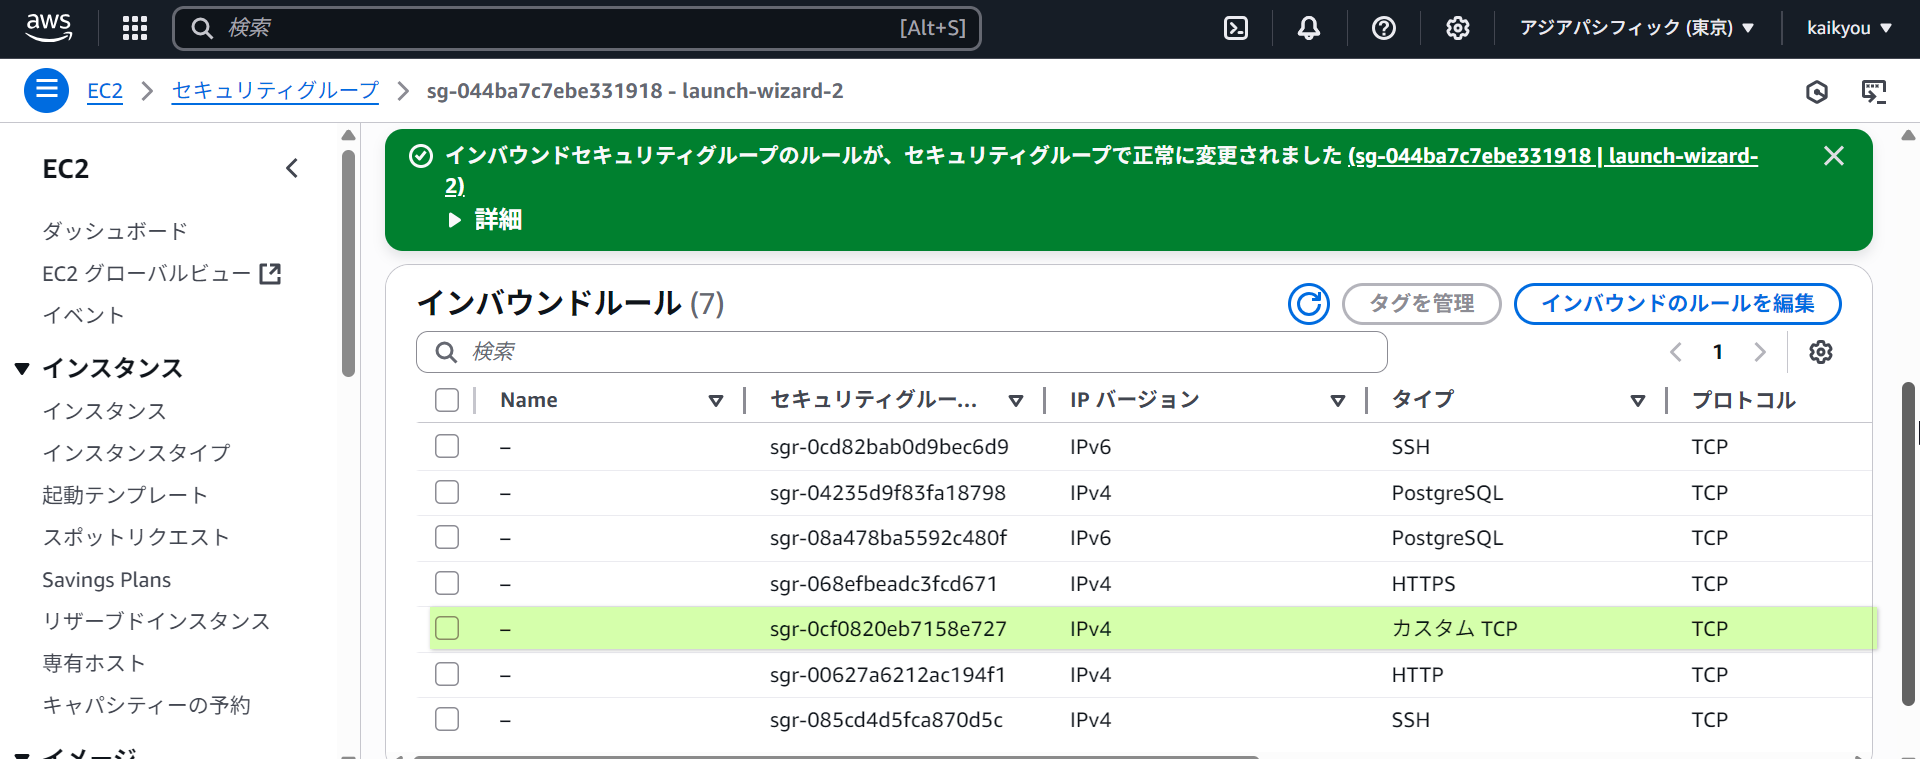 aws
検索
[Alt+S]
アジアパシフィック (東京)
kaikyou
EC2
セキュリティグループ
sg-044ba7c7ebe331918 - launch-wizard-2
EC2
ダッシュボード
EC2 グローバルビュー
イベント
インスタンス
インスタンス
インスタンスタイプ
起動テンプレート
スポットリクエスト
Savings Plans
リザーブドインスタンス
専有ホスト
キャパシティーの予約
イメージ
インバウンドセキュリティグループのルールが、セキュリティグループで正常に変更されました (sg-044ba7c7ebe331918 | launch-wizard-
2)
詳細
インバウンドルール (7)
タグを管理
インバウンドのルールを編集
検索
1
Name セキュリティグルー... IP バージョン タイプ プロトコル
– sgr-0cd82bab0d9bec6d9 IPv6 SSH TCP
– sgr-04235d9f83fa18798 IPv4 PostgreSQL TCP
– sgr-08a478ba5592c480f IPv6 PostgreSQL TCP
– sgr-068efbeadc3fcd671 IPv4 HTTPS TCP
– sgr-0cf0820eb7158e727 IPv4 カスタム TCP TCP
– sgr-00627a6212ac194f1 IPv4 HTTP TCP
– sgr-085cd4d5fca870d5c IPv4 SSH TCP